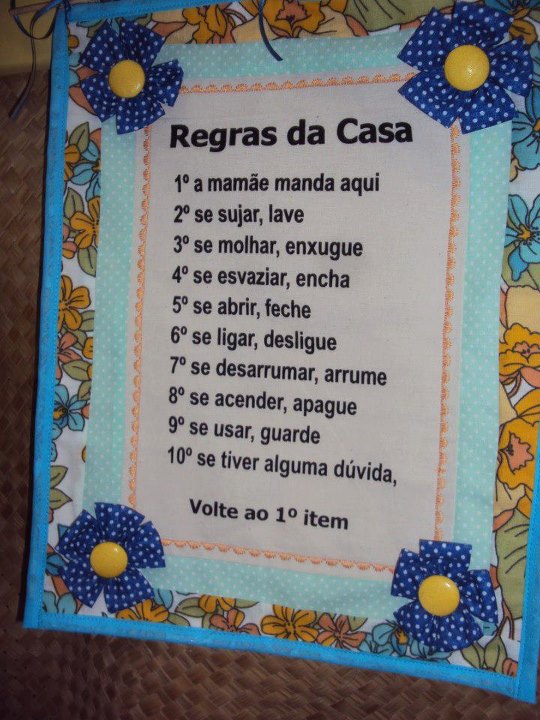 Regras da Casa
1º a mamãe manda aqui
2º se sujar, lave
3º se molhar, enxugue
4º se esvaziar, encha
5º se abrir, feche
6º se ligar, desligue
7º se desarrumar, arrume
8º se acender, apague
9º se usar, guarde
10º se tiver alguma dúvida,
Volte ao 1º item